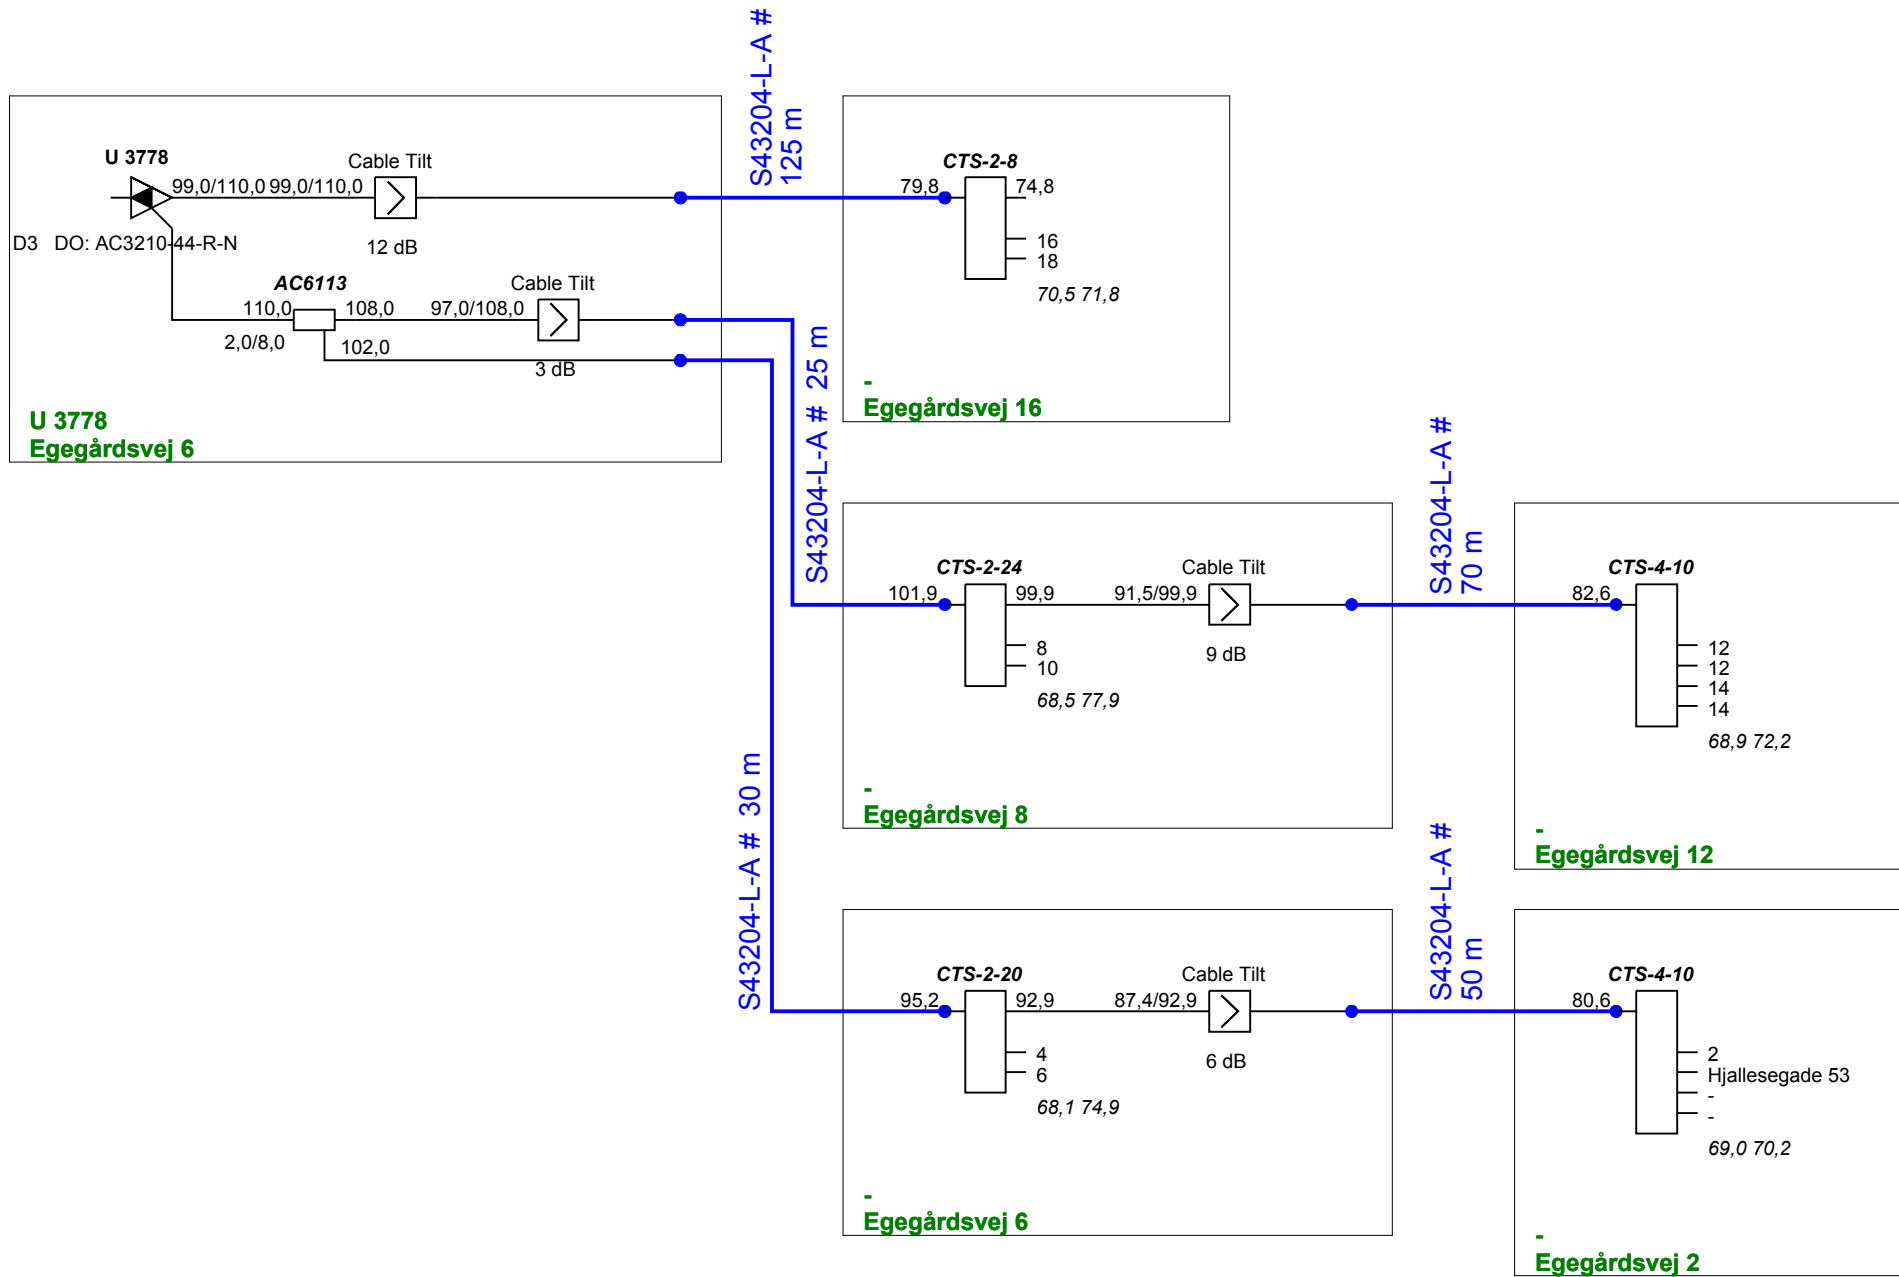 U 3778
99,0/110,0 99,0/110,0
Cable Tilt
12 dB
D3 DO: AC3210-44-R-N
AC6113
110,0
108,0
97,0/108,0
Cable Tilt
2,0/8,0
102,0
3 dB
U 3778
Egegårdsvej 6
S43204-L-A #
125 m
CTS-2-8
79,8
74,8
16
18
70,5 71,8
-
Egegårdsvej 16
S43204-L-A # 25 m
CTS-2-24
101,9
99,9
91,5/99,9
Cable Tilt
9 dB
8
10
68,5 77,9
-
Egegårdsvej 8
S43204-L-A #
70 m
CTS-4-10
82,6
12
12
14
14
68,9 72,2
-
Egegårdsvej 12
S43204-L-A # 30 m
CTS-2-20
95,2
92,9
87,4/92,9
Cable Tilt
6 dB
4
6
68,1 74,9
-
Egegårdsvej 6
S43204-L-A #
50 m
CTS-4-10
80,6
2
Hjallesegade 53
-
-
69,0 70,2
-
Egegårdsvej 2